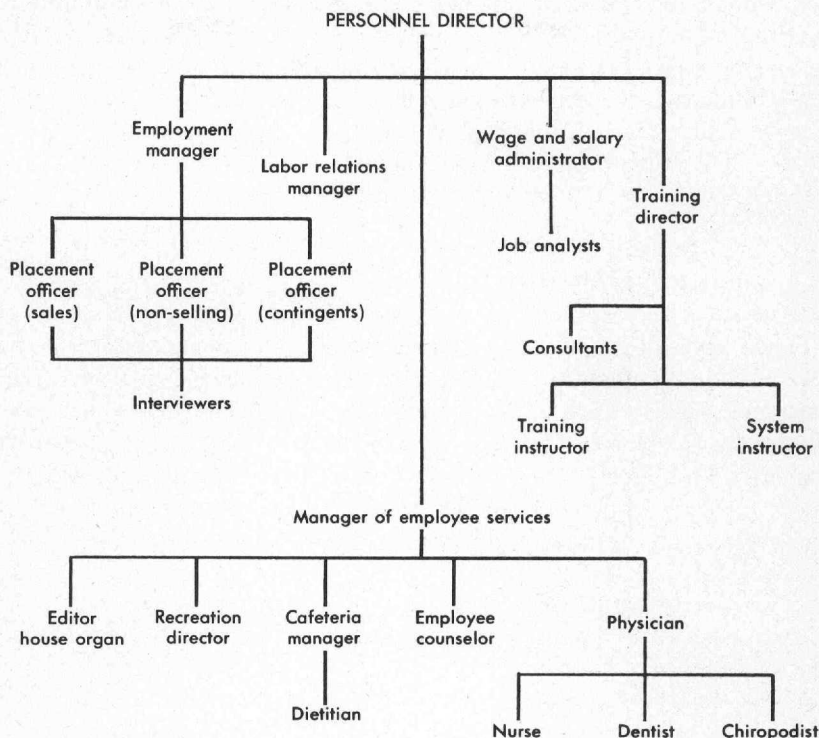 PERSONNEL DIRECTOR
Employment
manager
Labor relations
manager
Wage and salary
administrator
Training
director
Job analysts
Placement
officer
(sales)
Placement
officer
(non-selling)
Placement
officer
(contingents)
Consultants
Interviewers
Training
instructor
System
instructor
Manager of employee services
Editor
house organ
Recreation
director
Cafeteria
manager
Employee
counselor
Physician
Dietitian
Nurse
Dentist
Chiropodist